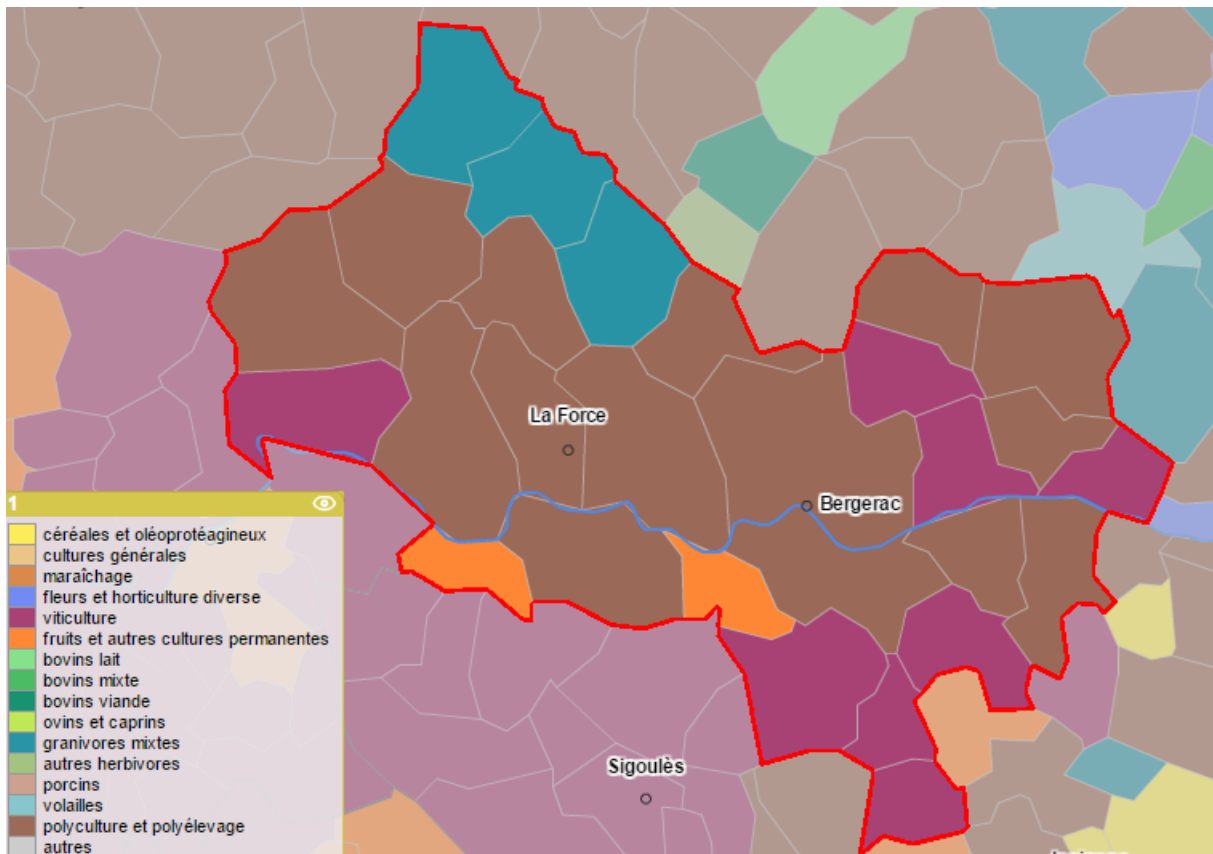 La Force
Bergerac
Sigoulès
1
céréales et oléoprotéagineux
cultures générales
maraîchage
fleurs et horticulture diverse
viticulture
fruits et autres cultures permanentes
bovins lait
bovins mixte
bovins viande
ovins et caprins
granivores mixtes
autres herbivores
porcins
volailles
polyculture et polyélevage
autres